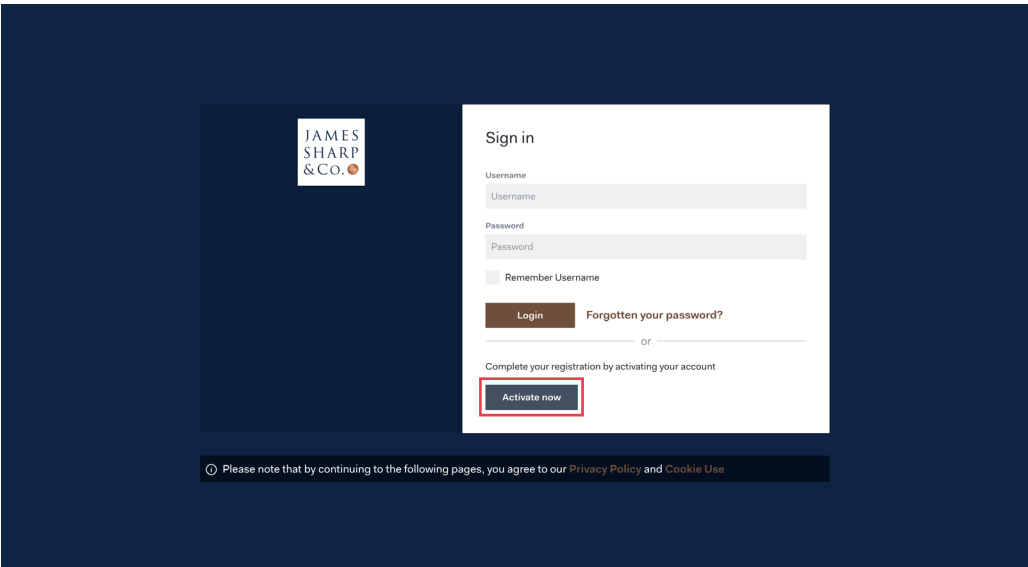 JAMES
SHARP
& CO.
Sign in
Username
Username
Password
Password
Remember Username
Login Forgotten your password?
or
Complete your registration by activating your account
Activate now
Please note that by continuing to the following pages, you agree to our Privacy Policy and Cookie Use